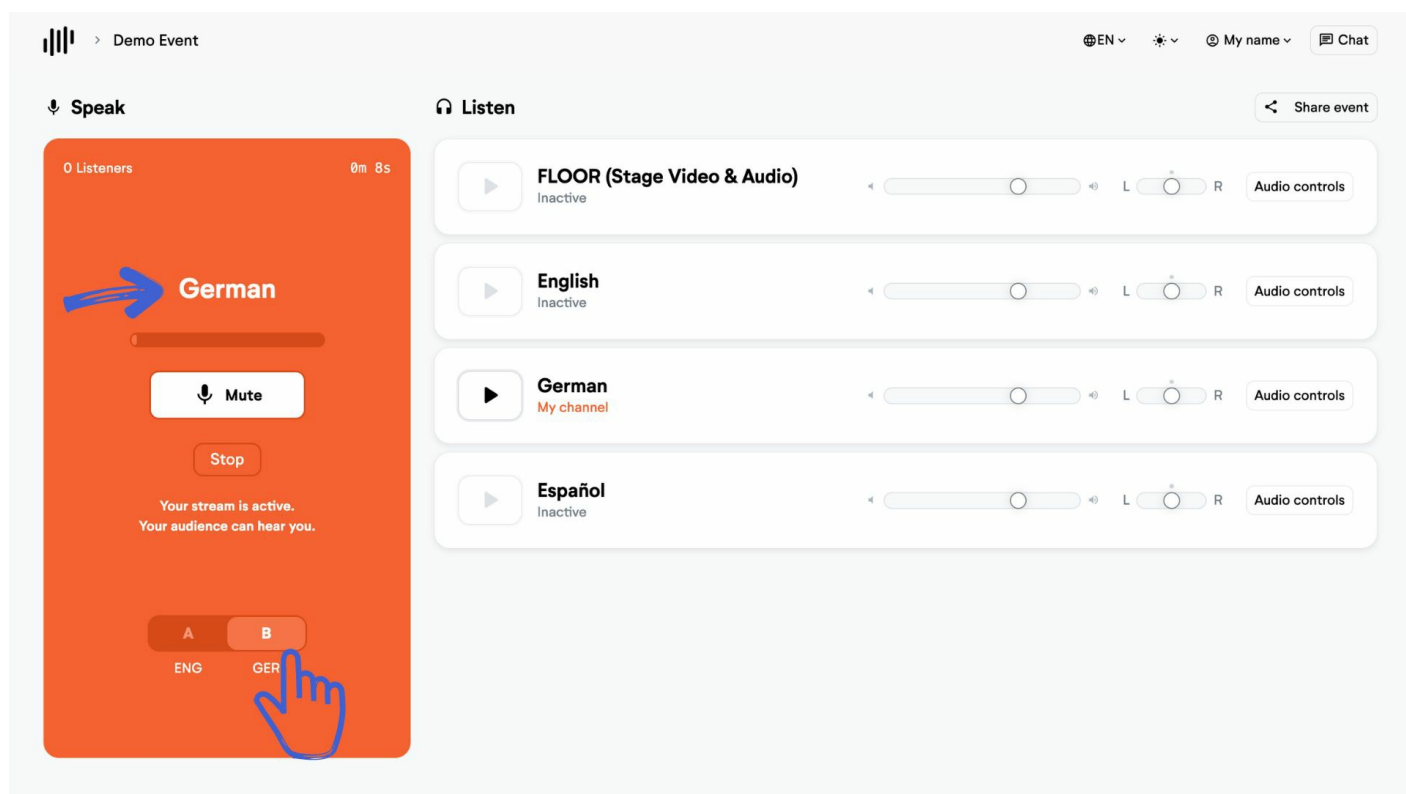 Demo Event
EN
My name
Chat
Speak
Listen
Share event
0 Listeners
0m 8s
German
Mute
Stop
Your stream is active.
Your audience can hear you.
A
B
ENG
GER
FLOOR (Stage Video & Audio)
Inactive
L
R
Audio controls
English
Inactive
L
R
Audio controls
German
My channel
L
R
Audio controls
Español
Inactive
L
R
Audio controls